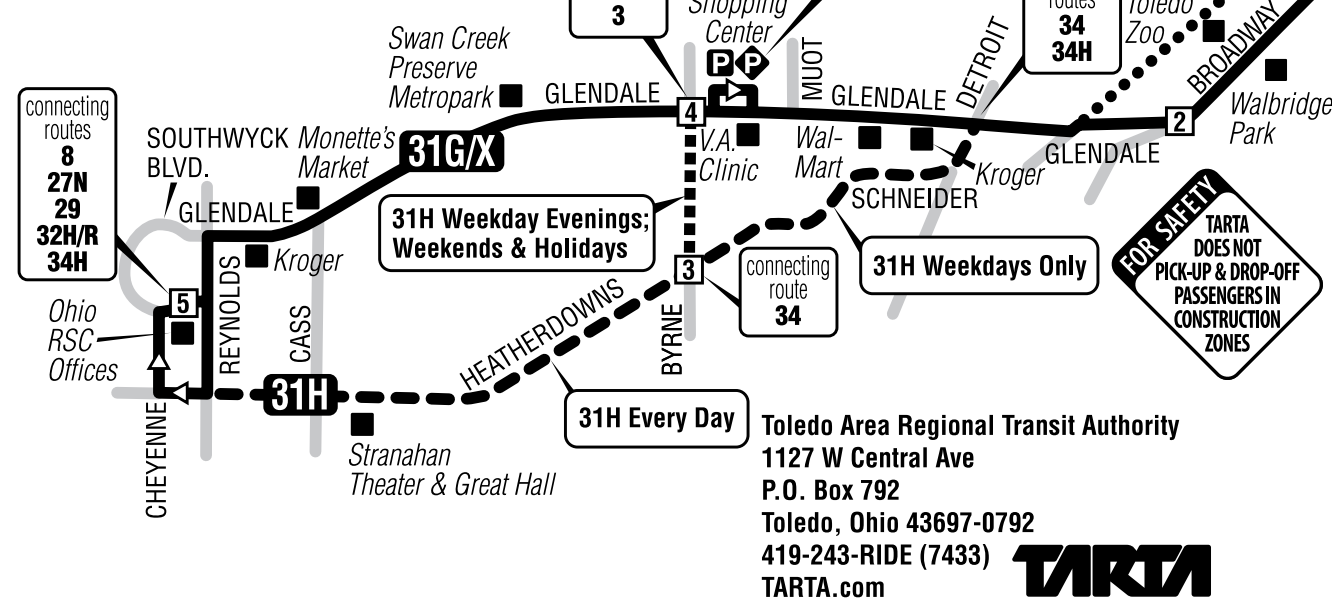 3
Shopping
Center
P P
routes
34
34H
Toledo
Zoo
BROADWAY
Walbridge
Park
Swan Creek
Preserve
Metropark
GLENDALE
4
MUOT
GLENDALE
DETROIT
2
GLENDALE
connecting
routes
8
27N
29
32H/R
34H
SOUTHWYCK
BLVD.
Monette's
Market
31G/X
V.A.
Clinic
Wal-
Mart
Kroger
SCHNEIDER
GLENDALE
Kroger
31H Weekday Evenings;
Weekends & Holidays
3
connecting
route
34
31H Weekdays Only
FOR SAFETY
TARTA
DOES NOT
PICK-UP & DROP-OFF
PASSENGERS IN
CONSTRUCTION
ZONES
5
Ohio
RSC
Offices
REYNOLDS
CASS
HEATHERDOWNS
BYRNE
31H
31H Every Day
CHEYENNE
Stranahan
Theater & Great Hall
Toledo Area Regional Transit Authority
1127 W Central Ave
P.O. Box 792
Toledo, Ohio 43697-0792
419-243-RIDE (7433)
TARTA.com
TARTA